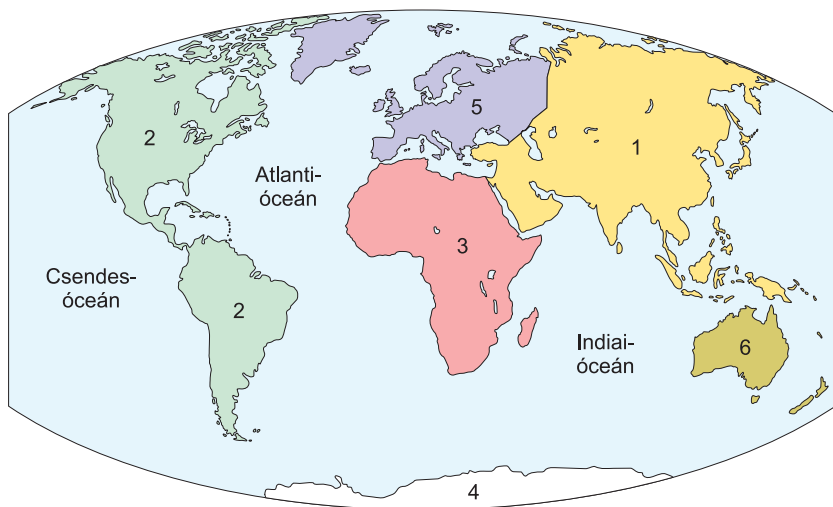 5
2
1
Atlanti-
óceán
3
Csendes-
óceán
2
Indiai-
óceán
6
4